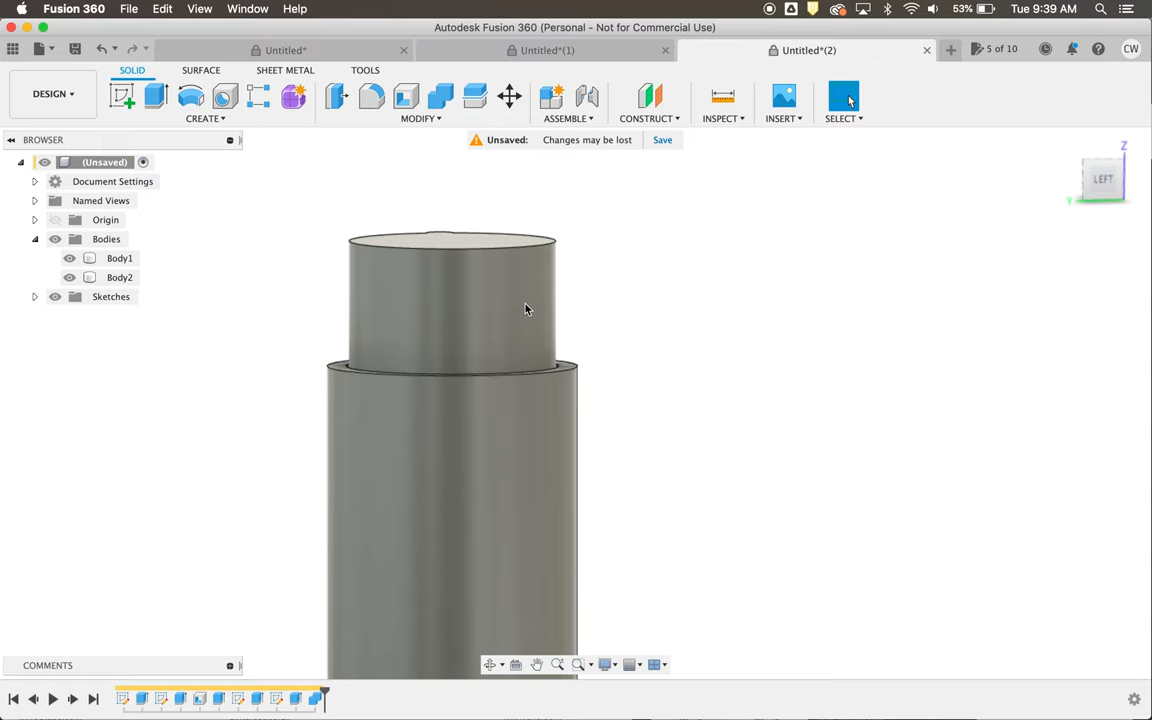 Fusion 360 File Edit View Window Help 53% Tue 9:39 AM
Autodesk Fusion 360 (Personal - Not for Commercial Use)
Untitled* Untitled*(1) Untitled*(2) 5 of 10 CW
SOLID SURFACE SHEET METAL TOOLS
DESIGN
CREATE MODIFY ASSEMBLE CONSTRUCT INSPECT INSERT SELECT
BROWSER
Unsaved: Changes may be lost Save
(Unsaved)
Document Settings
Named Views
Origin
Bodies
Body1
Body2
Sketches
Z
LEFT
Y
COMMENTS